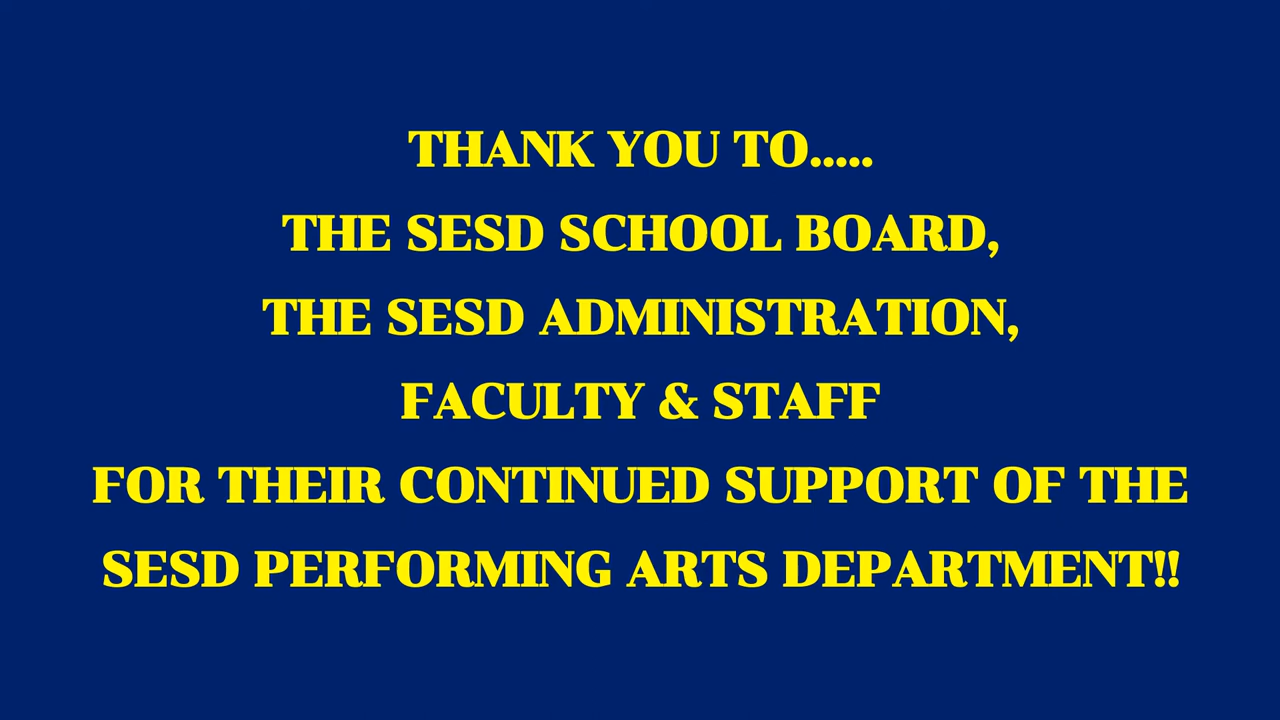 THANK YOU TO.....
THE SESD SCHOOL BOARD,
THE SESD ADMINISTRATION,
FACULTY & STAFF
FOR THEIR CONTINUED SUPPORT OF THE
SESD PERFORMING ARTS DEPARTMENT!!